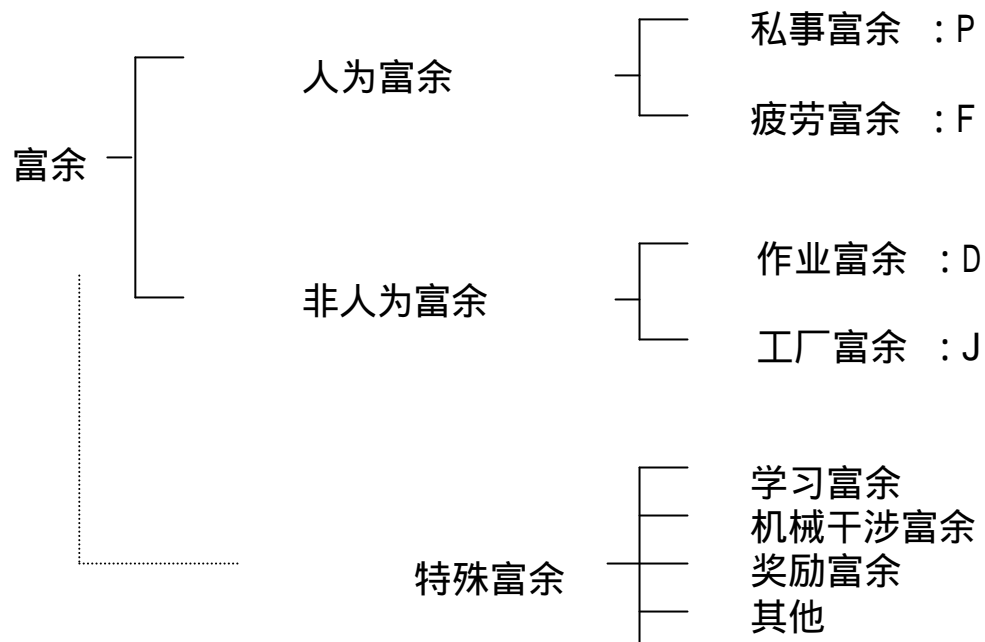 富余
人为富余
私事富余 :P
疲劳富余 :F
非人为富余
作业富余 :D
工厂富余 :J
特殊富余
学习富余
机械干涉富余
奖励富余
其他